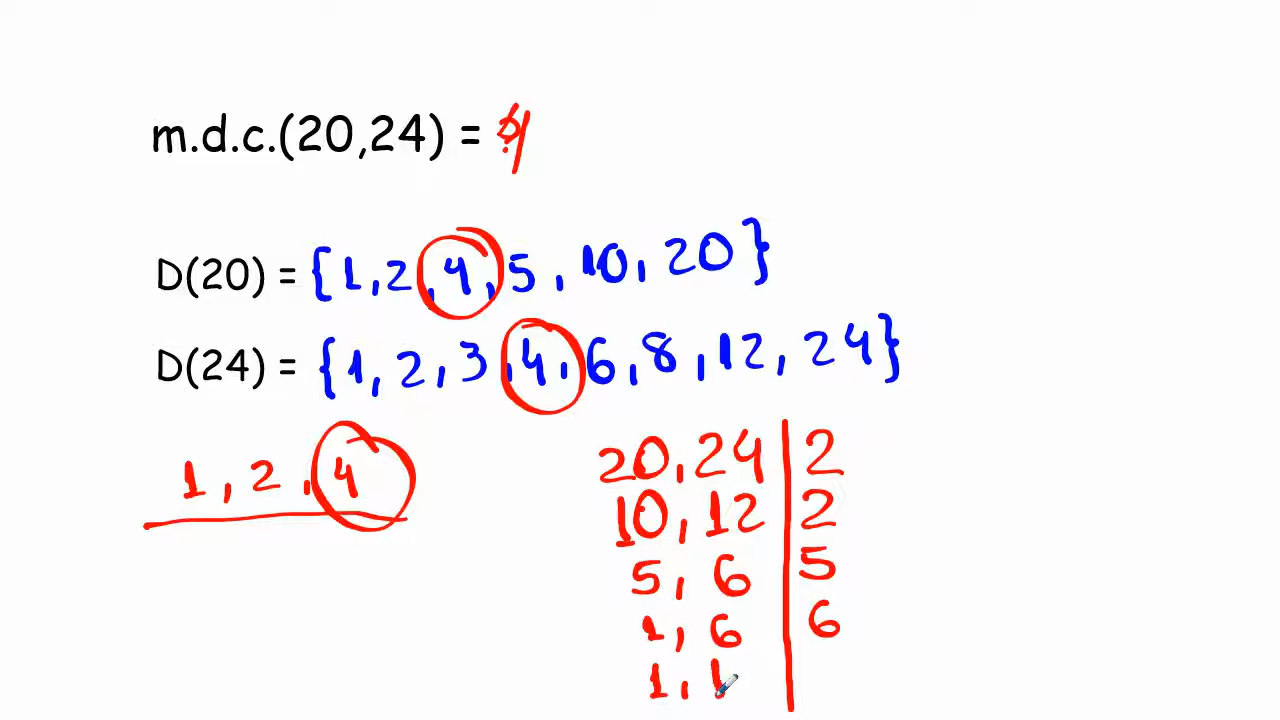 m.d.c.(20,24) =
D(20) = {1, 2, 4, 5, 10, 20}
D(24) = {1, 2, 3, 4, 6, 8, 12, 24}
1, 2, 4
20, 24 | 2
10, 12 | 2
5, 6 | 5
1, 6 | 6
1, 1